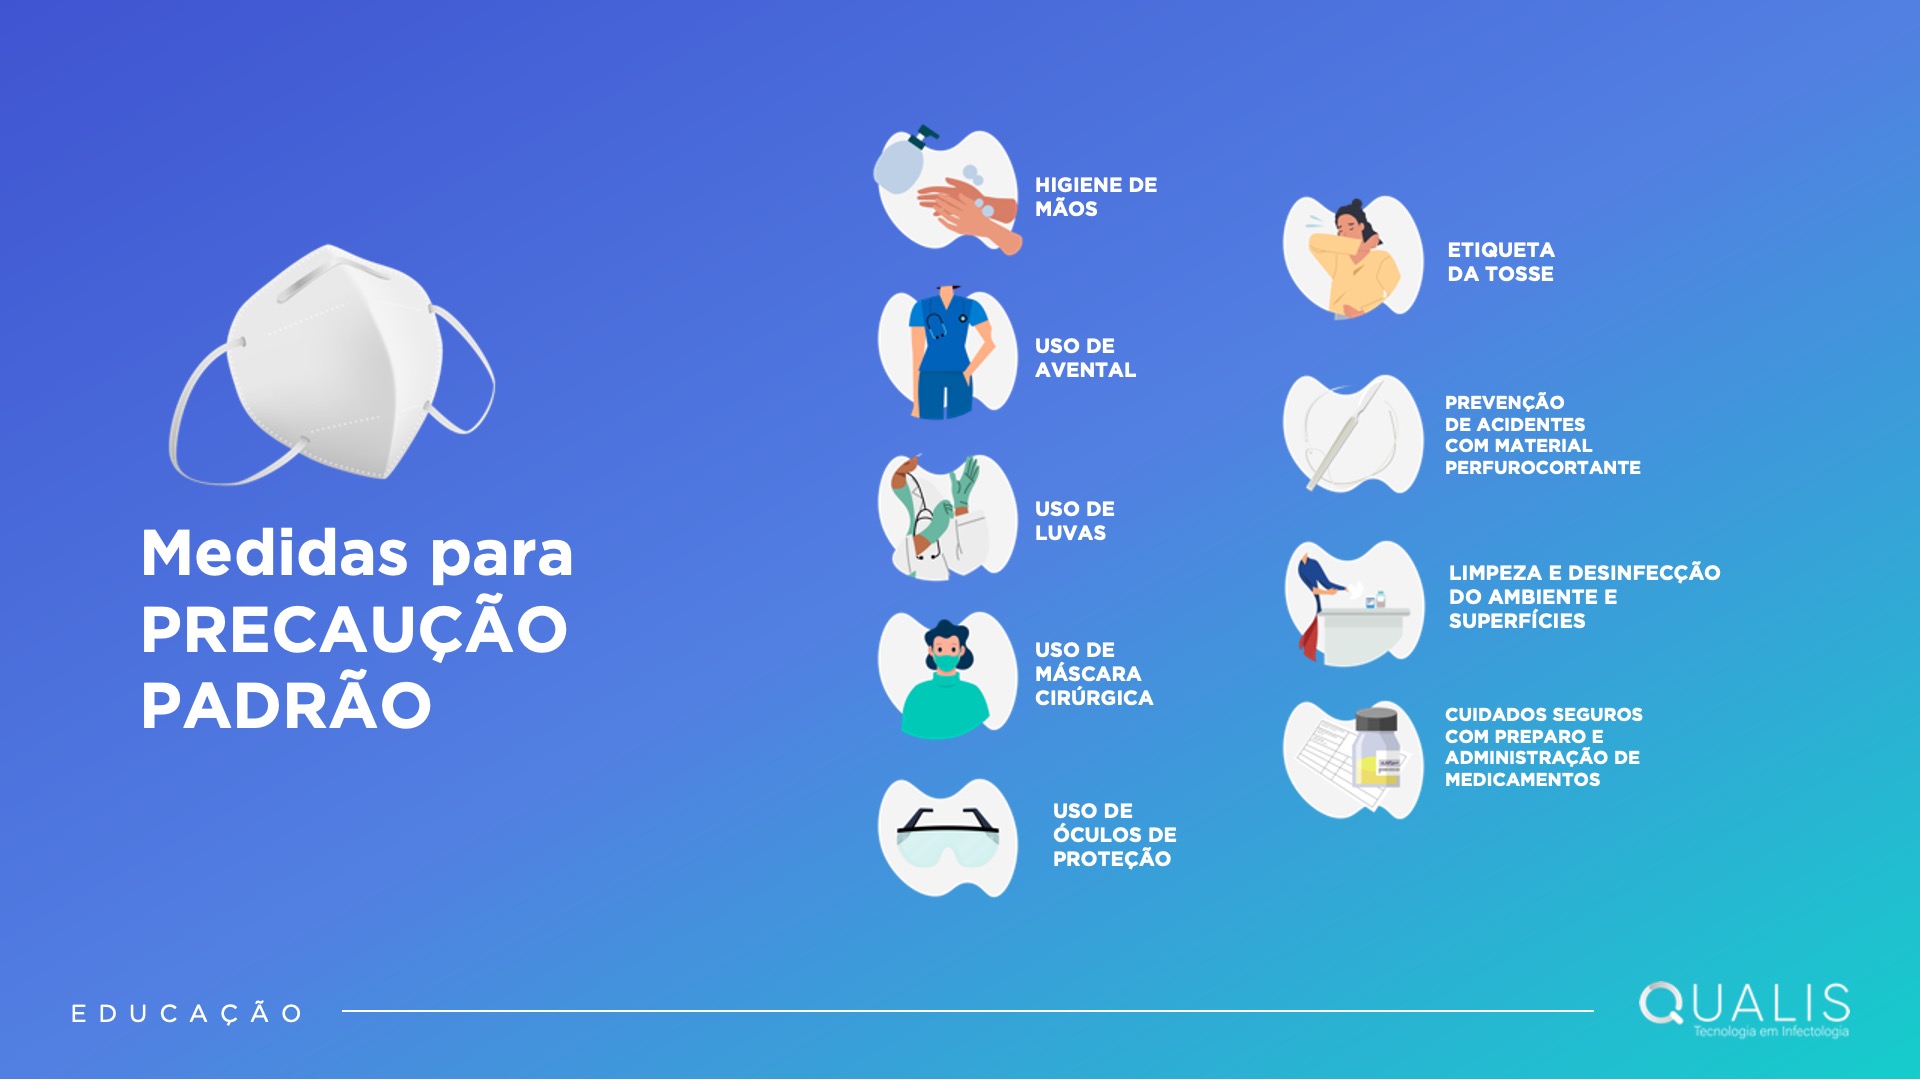 Medidas para
PRECAUÇÃO
PADRÃO
HIGIENE DE
MÃOS
USO DE
AVENTAL
USO DE
LUVAS
USO DE
MÁSCARA
CIRÚRGICA
USO DE
ÓCULOS DE
PROTEÇÃO
ETIQUETA
DA TOSSE
PREVENÇÃO
DE ACIDENTES
COM MATERIAL
PERFUROCORTANTE
LIMPEZA E DESINFECÇÃO
DO AMBIENTE E
SUPERFÍCIES
CUIDADOS SEGUROS
COM PREPARO E
ADMINISTRAÇÃO DE
MEDICAMENTOS
EDUCAÇÃO
QUALIS
Tecnologia em Infectologia